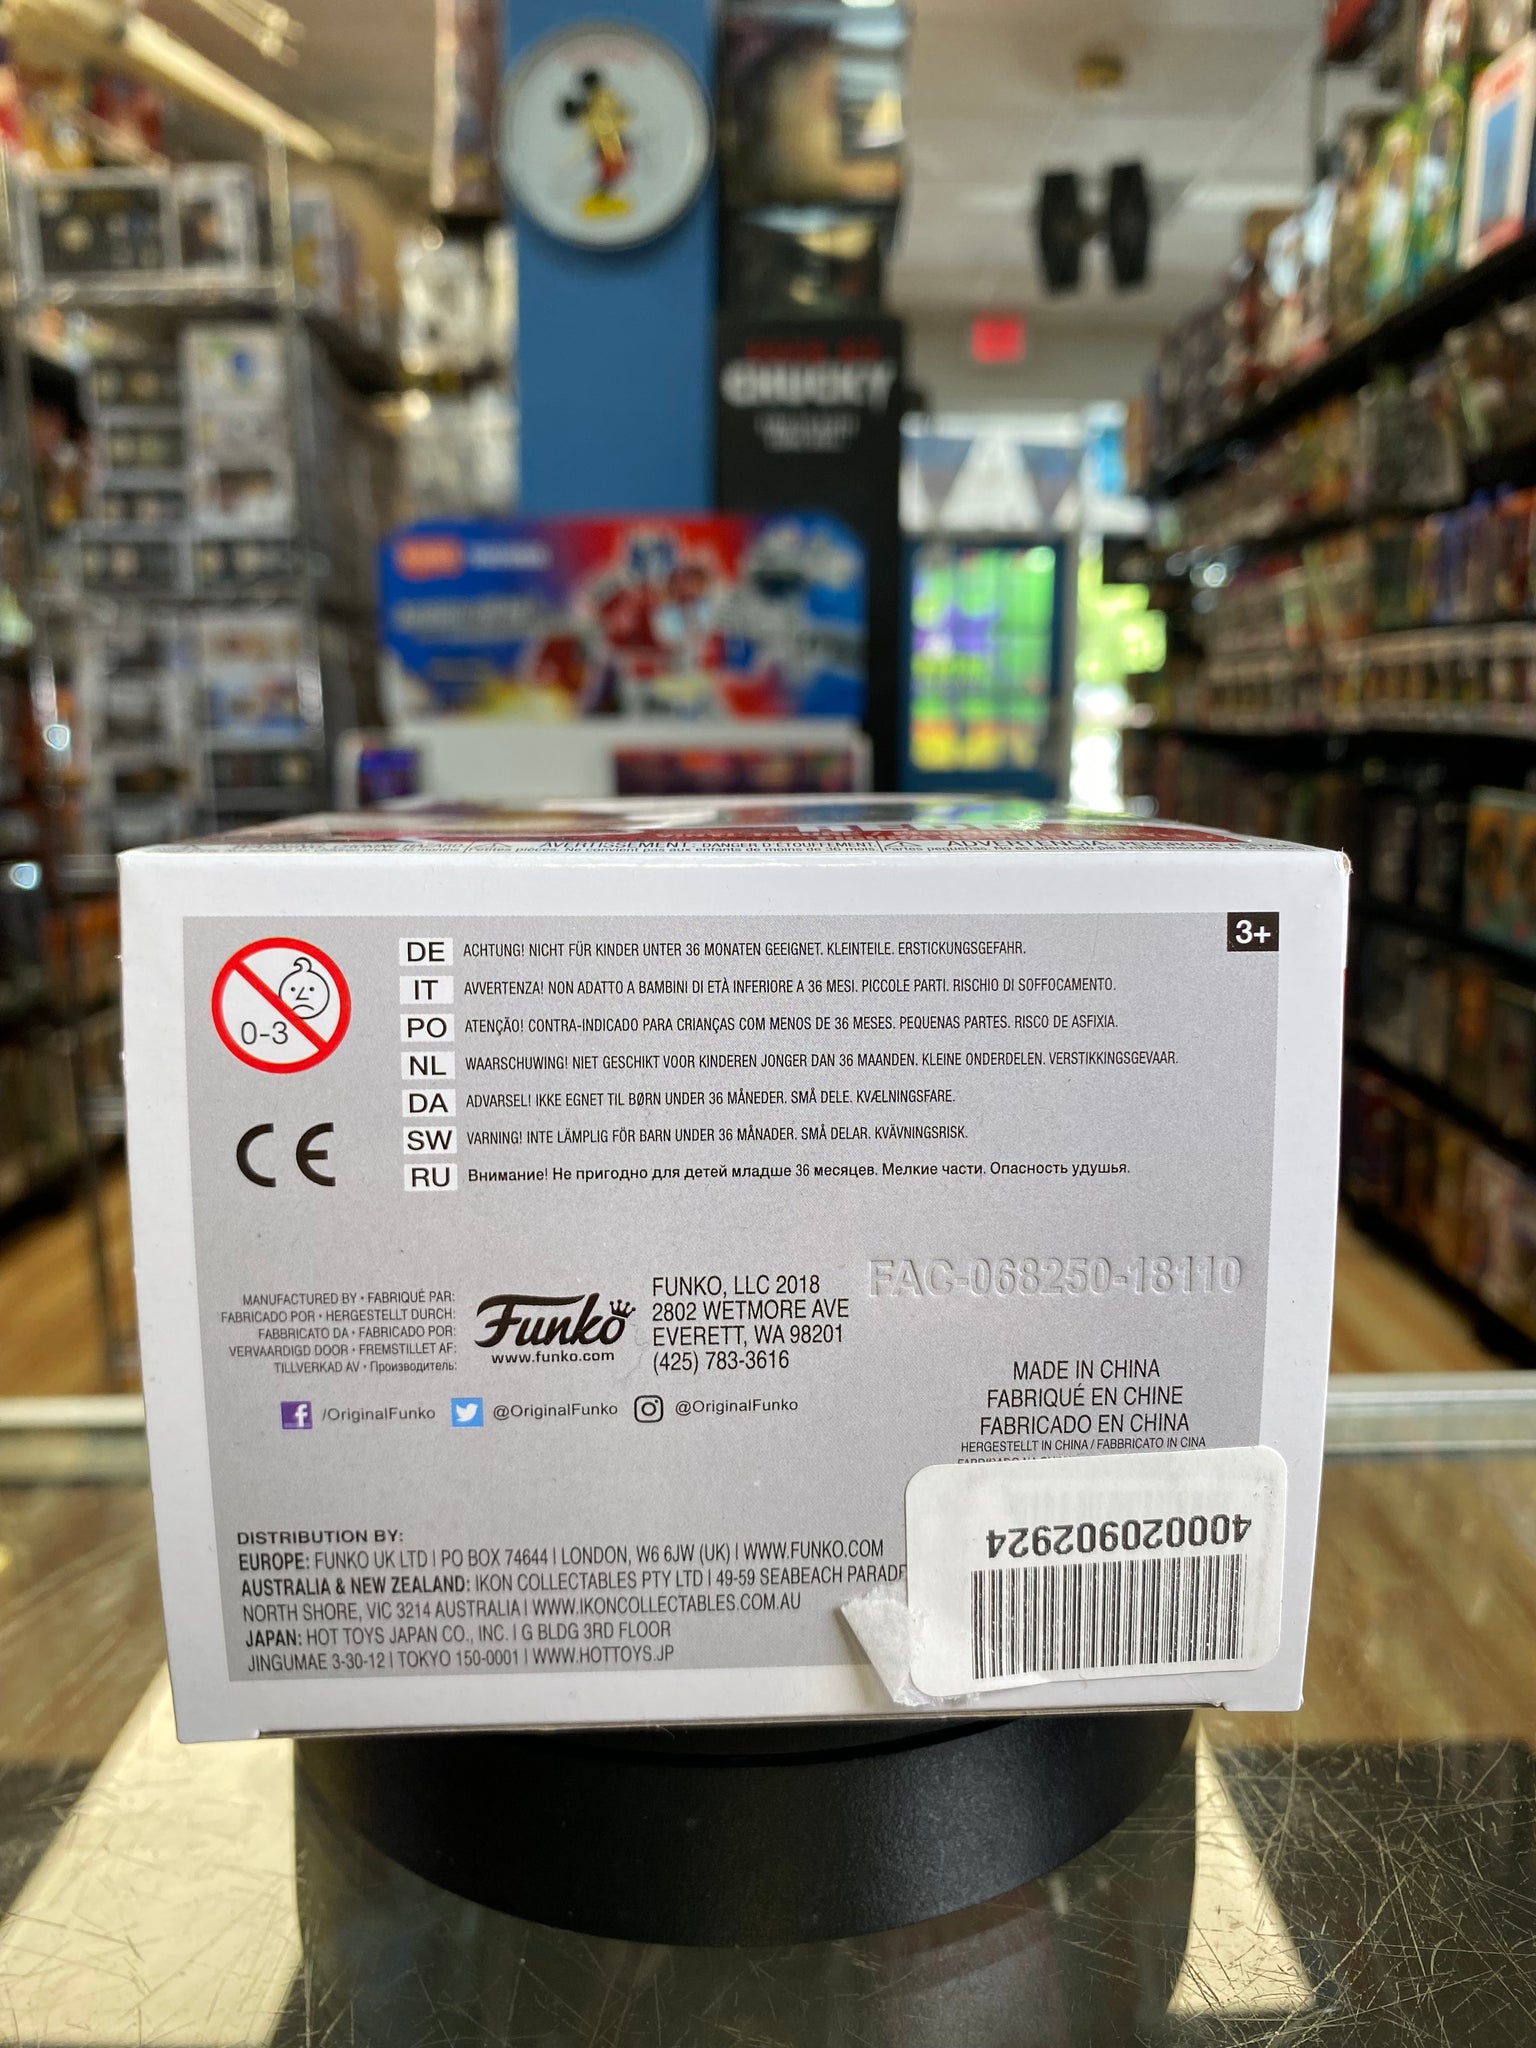 CHUCKY
AVERTISSEMENT: DANGER D'ÉTOUFFEMENT
3+
0-3
DE ACHTUNG! NICHT FÜR KINDER UNTER 36 MONATEN GEEIGNET. KLEINTEILE. ERSTICKUNGSGEFAHR.
IT AVVERTENZA! NON ADATTO A BAMBINI DI ETÀ INFERIORE A 36 MESI. PICCOLE PARTI. RISCHIO DI SOFFOCAMENTO.
PO ATENÇÃO! CONTRA-INDICADO PARA CRIANÇAS COM MENOS DE 36 MESES. PEQUENAS PARTES. RISCO DE ASFIXIA.
NL WAARSCHUWING! NIET GESCHIKT VOOR KINDEREN JONGER DAN 36 MAANDEN. KLEINE ONDERDELEN. VERSTIKKINGSGEVAAR.
DA ADVARSEL! IKKE EGNET TIL BØRN UNDER 36 MÅNEDER. SMÅ DELE. KVÆLNINGSFARE.
SW VARNING! INTE LÄMPLIG FÖR BARN UNDER 36 MÅNADER. SMÅ DELAR. KVÄVNINGSRISK.
RU Внимание! Не пригодно для детей младше 36 месяцев. Мелкие части. Опасность удушья.
CE
FAC-068250-18110
MANUFACTURED BY • FABRIQUÉ PAR:
FABRICADO POR • HERGESTELLT DURCH:
FABBRICATO DA • FABRICADO POR:
VERVAARDIGD DOOR • FREMSTILLET AF:
TILLVERKAD AV • Производитель:
Funko
www.funko.com
FUNKO, LLC 2018
2802 WETMORE AVE
EVERETT, WA 98201
(425) 783-3616
/OriginalFunko @OriginalFunko @OriginalFunko
MADE IN CHINA
FABRIQUÉ EN CHINE
FABRICADO EN CHINA
HERGESTELLT IN CHINA / FABBRICATO IN CINA
DISTRIBUTION BY:
EUROPE: FUNKO UK LTD | PO BOX 74644 | LONDON, W6 6JW (UK) | WWW.FUNKO.COM
AUSTRALIA & NEW ZEALAND: IKON COLLECTABLES PTY LTD | 49-59 SEABEACH PARADE
NORTH SHORE, VIC 3214 AUSTRALIA | WWW.IKONCOLLECTABLES.COM.AU
JAPAN: HOT TOYS JAPAN CO., INC. | G BLDG 3RD FLOOR
JINGUMAE 3-30-12 | TOKYO 150-0001 | WWW.HOTTOYS.JP
400020902924